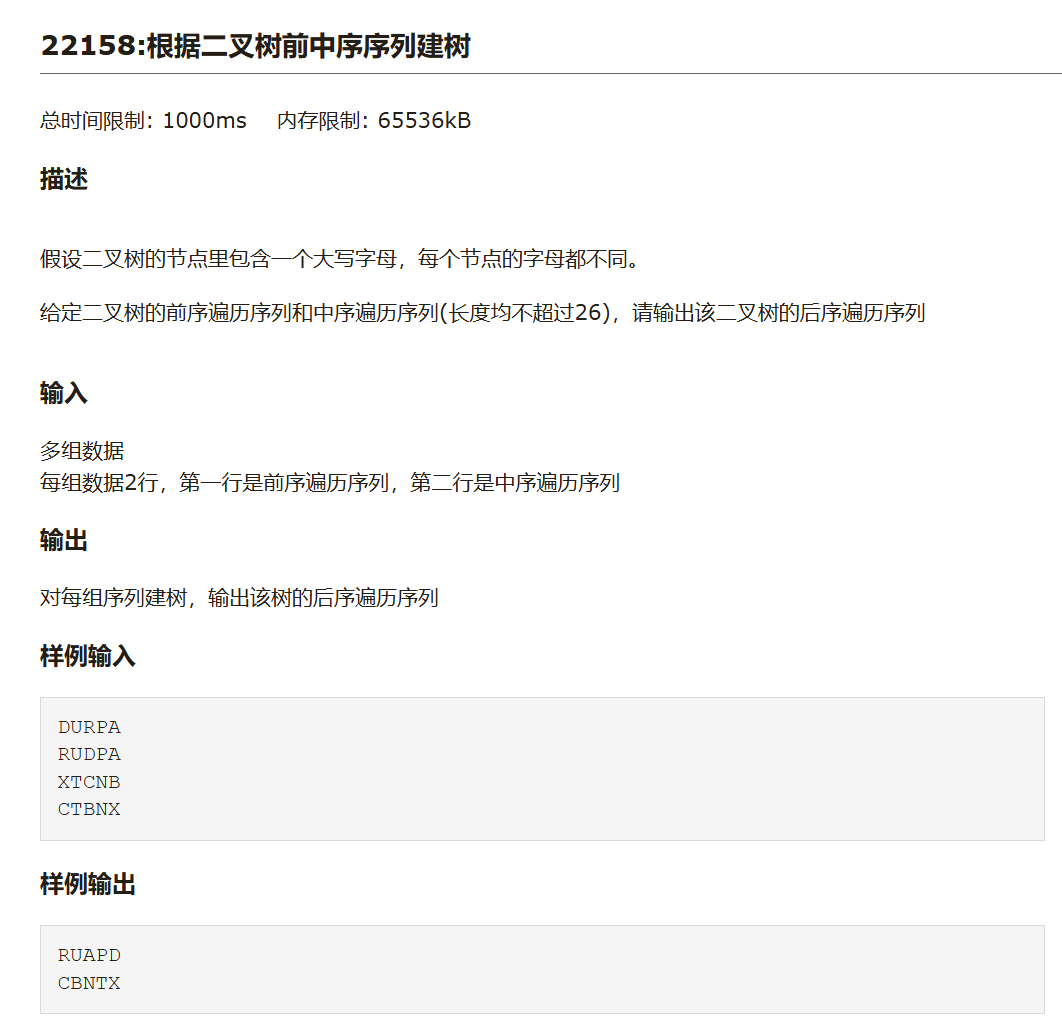 22158:根据二叉树前中序序列建树
总时间限制: 1000ms 内存限制: 65536kB
描述
假设二叉树的节点里包含一个大写字母，每个节点的字母都不同。
给定二叉树的前序遍历序列和中序遍历序列(长度均不超过26)，请输出该二叉树的后序遍历序列
输入
多组数据
每组数据2行，第一行是前序遍历序列，第二行是中序遍历序列
输出
对每组序列建树，输出该树的后序遍历序列
样例输入
DURPA
RUDPA
XTCNB
CTBNX
样例输出
RUAPD
CBNTX